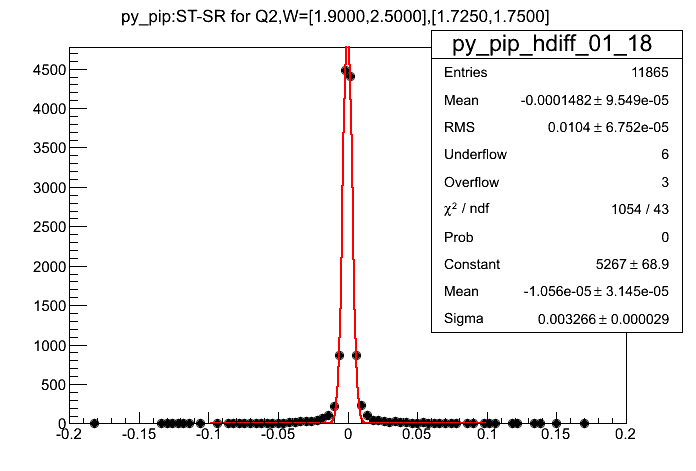 py_pip:ST-SR for Q2,W=[1.9000,2.5000],[1.7250,1.7500]
py_pip_hdiff_01_18
Entries 11865
Mean -0.0001482 ± 9.549e-05
RMS 0.0104 ± 6.752e-05
Underflow 6
Overflow 3
χ² / ndf 1054 / 43
Prob 0
Constant 5267 ± 68.9
Mean -1.056e-05 ± 3.145e-05
Sigma 0.003266 ± 0.000029
4500
4000
3500
3000
2500
2000
1500
1000
500
0
-0.2 -0.15 -0.1 -0.05 0 0.05 0.1 0.15 0.2